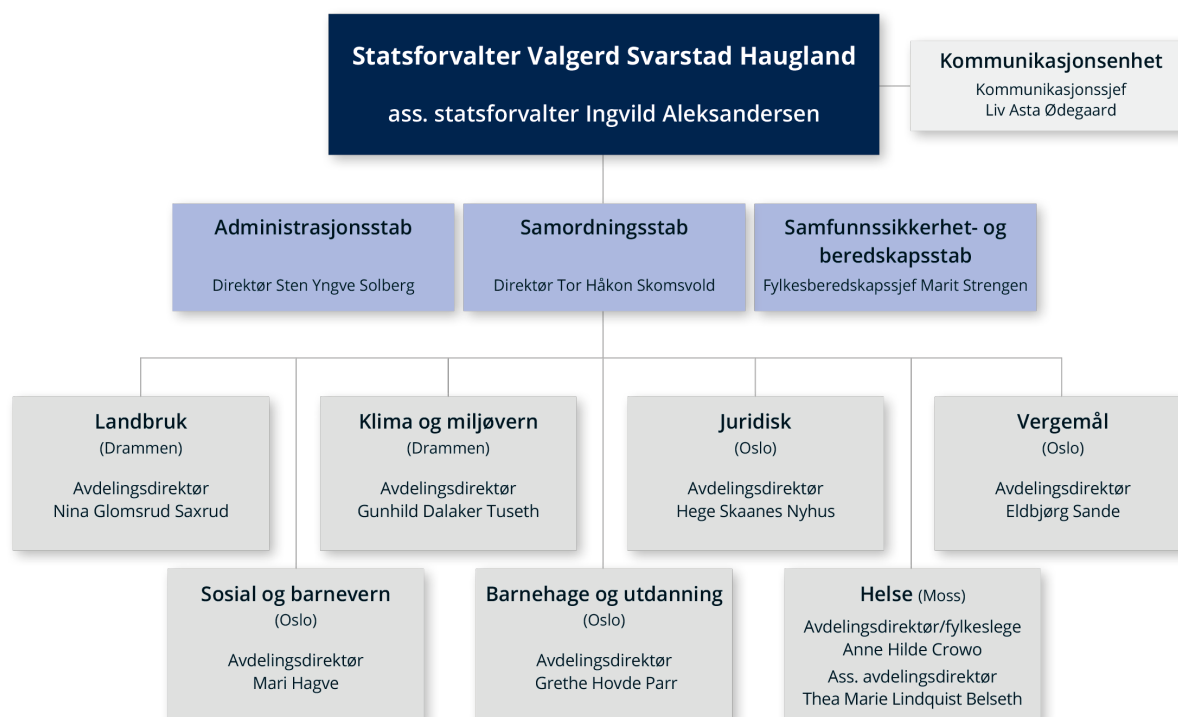 Statsforvalter Valgerd Svarstad Haugland
ass. statsforvalter Ingvild Aleksandersen
Kommunikasjonsenhet
Kommunikasjonssjef
Liv Asta Ødegaard
Administrasjonsstab
Direktør Sten Yngve Solberg
Samordningsstab
Direktør Tor Håkon Skomsvold
Samfunnssikkerhet- og
beredskapsstab
Fylkesberedskapssjef Marit Strengen
Landbruk
(Drammen)
Avdelingsdirektør
Nina Glomsrud Saxrud
Klima og miljøvern
(Drammen)
Avdelingsdirektør
Gunhild Dalaker Tuseth
Juridisk
(Oslo)
Avdelingsdirektør
Hege Skaanes Nyhus
Vergemål
(Oslo)
Avdelingsdirektør
Eldbjørg Sande
Sosial og barnevern
(Oslo)
Avdelingsdirektør
Mari Hagve
Barnehage og utdanning
(Oslo)
Avdelingsdirektør
Grethe Hovde Parr
Helse (Moss)
Avdelingsdirektør/fylkeslege
Anne Hilde Crowo
Ass. avdelingsdirektør
Thea Marie Lindquist Belseth